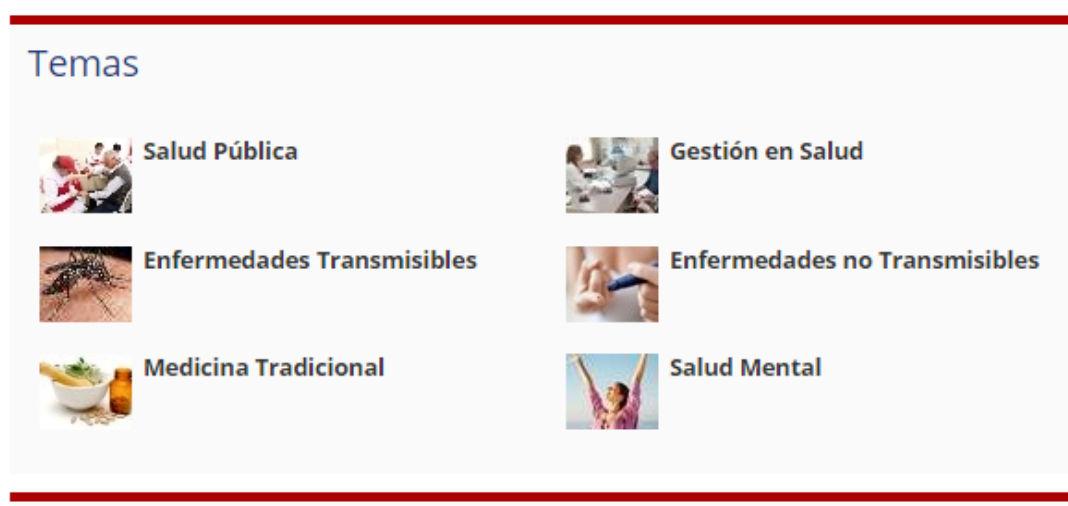 Temas
Salud Pública
Gestión en Salud
Enfermedades Transmisibles
Enfermedades no Transmisibles
Medicina Tradicional
Salud Mental